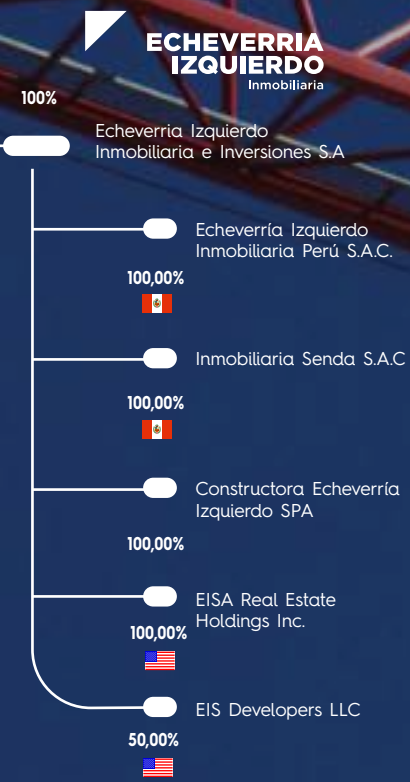 ECHEVERRIA
IZQUIERDO
Inmobiliaria
100%
Echeverria Izquierdo
Inmobiliaria e Inversiones S.A
Echeverría Izquierdo
Inmobiliaria Perú S.A.C.
100,00%
Inmobiliaria Senda S.A.C
100,00%
Constructora Echeverría
Izquierdo SPA
100,00%
EISA Real Estate
Holdings Inc.
100,00%
EIS Developers LLC
50,00%